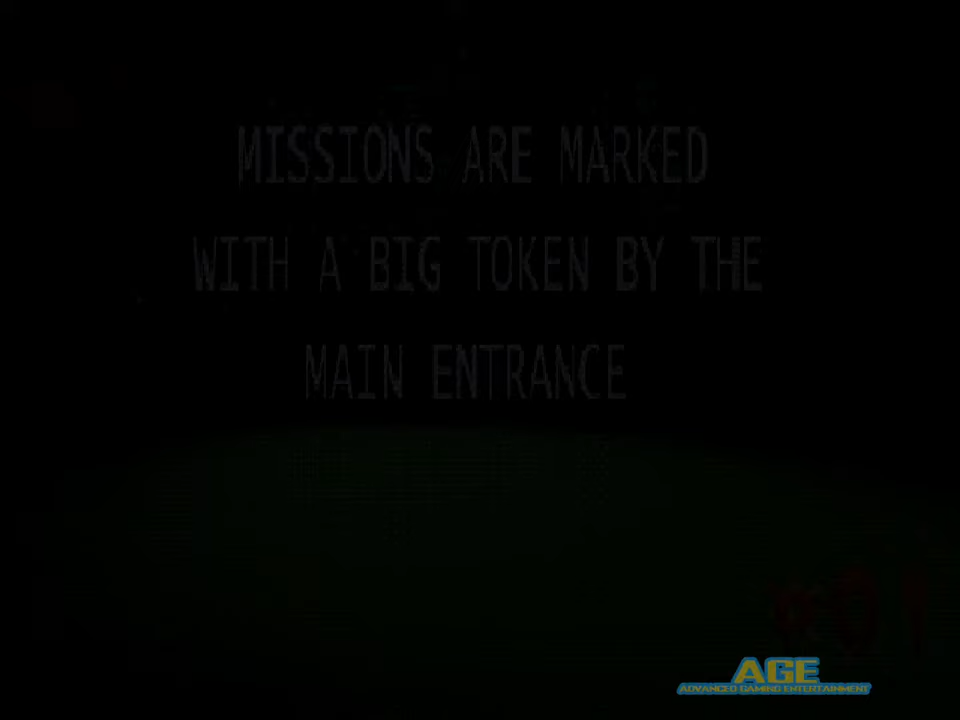 MISSIONS ARE MARKED
WITH A BIG TOKEN BY THE
MAIN ENTRANCE
AGE
ADVANCED GAMING ENTERTAINMENT